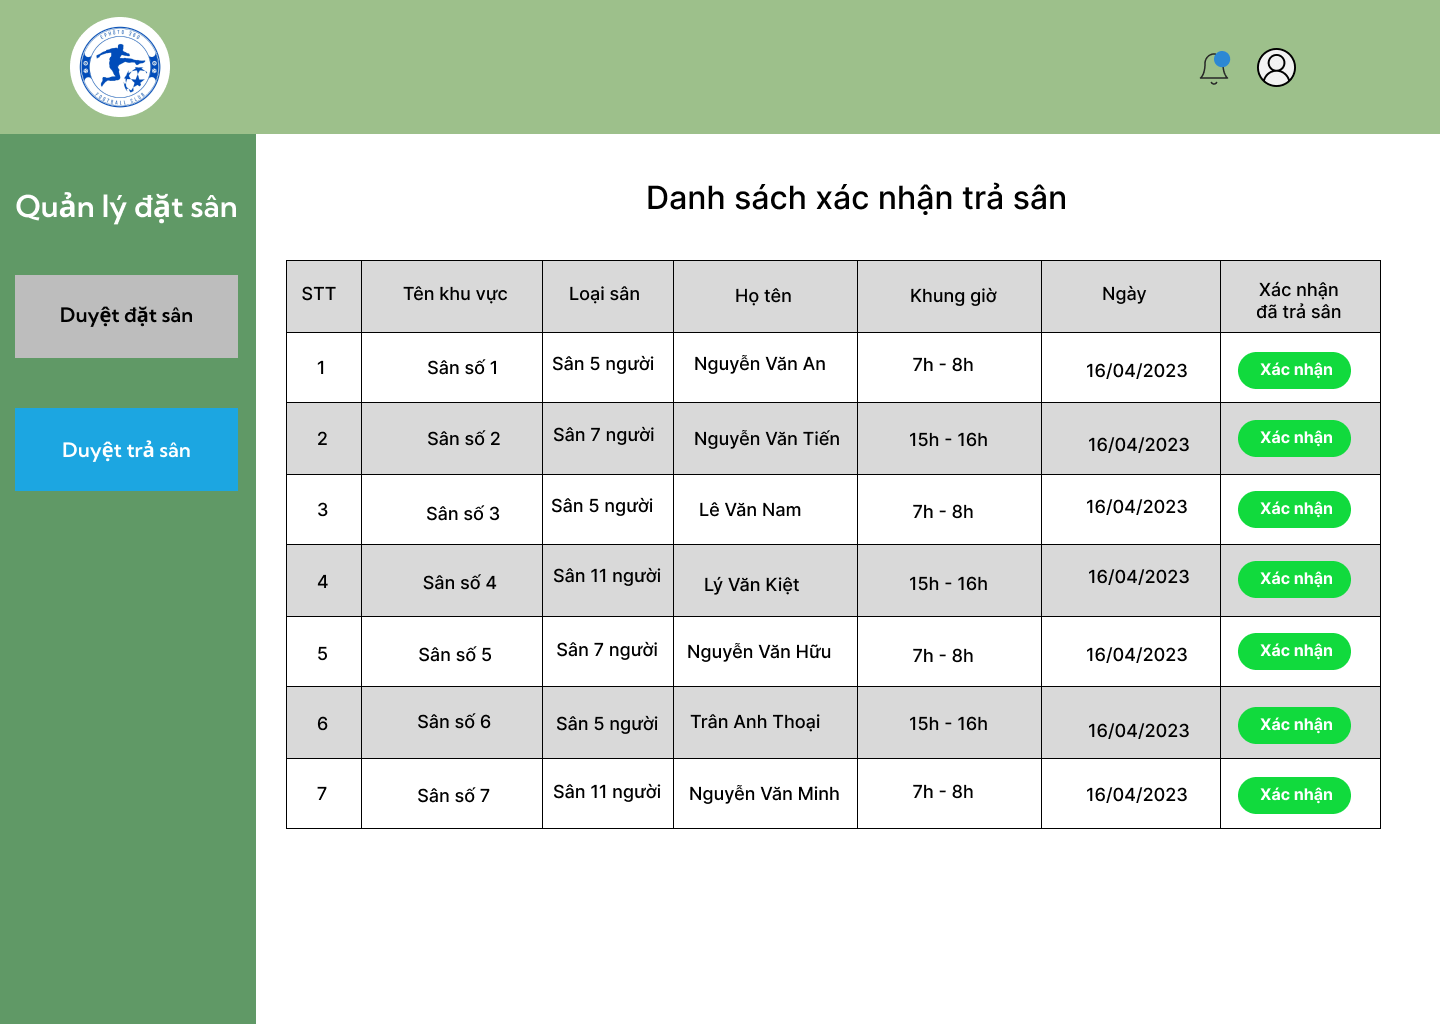 EPHOTO 360
FOOTBALL CLUB
Quản lý đặt sân
Duyệt đặt sân
Duyệt trả sân
Danh sách xác nhận trả sân
STT Tên khu vực Loại sân Họ tên Khung giờ Ngày Xác nhận
đã trả sân
1 Sân số 1 Sân 5 người Nguyễn Văn An 7h - 8h 16/04/2023 Xác nhận
2 Sân số 2 Sân 7 người Nguyễn Văn Tiến 15h - 16h 16/04/2023 Xác nhận
3 Sân số 3 Sân 5 người Lê Văn Nam 7h - 8h 16/04/2023 Xác nhận
4 Sân số 4 Sân 11 người Lý Văn Kiệt 15h - 16h 16/04/2023 Xác nhận
5 Sân số 5 Sân 7 người Nguyễn Văn Hữu 7h - 8h 16/04/2023 Xác nhận
6 Sân số 6 Sân 5 người Trân Anh Thoại 15h - 16h 16/04/2023 Xác nhận
7 Sân số 7 Sân 11 người Nguyễn Văn Minh 7h - 8h 16/04/2023 Xác nhận